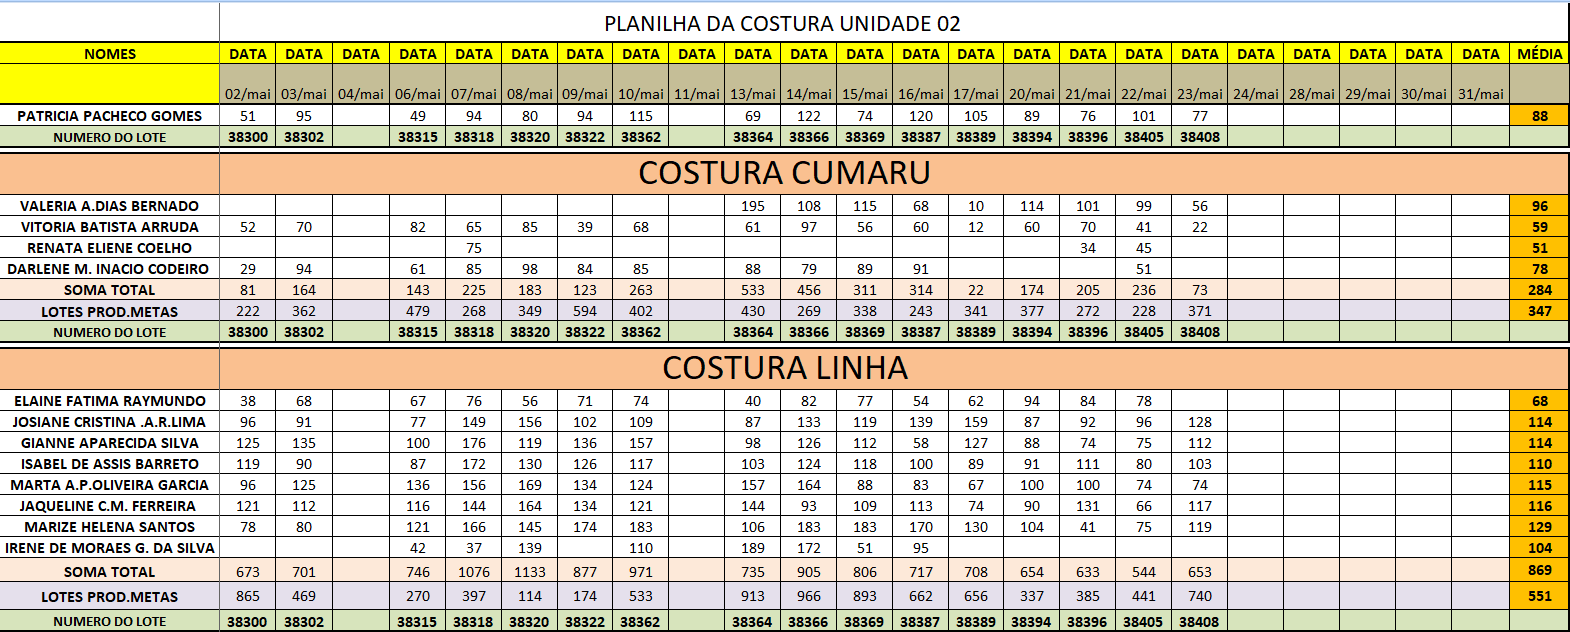 PLANILHA DA COSTURA UNIDADE 02
NOMES DATA DATA DATA DATA DATA DATA DATA DATA DATA DATA DATA DATA DATA DATA DATA DATA DATA DATA DATA DATA DATA DATA DATA MÉDIA
02/mai 03/mai 04/mai 06/mai 07/mai 08/mai 09/mai 10/mai 11/mai 13/mai 14/mai 15/mai 16/mai 17/mai 20/mai 21/mai 22/mai 23/mai 24/mai 28/mai 29/mai 30/mai 31/mai
PATRICIA PACHECO GOMES 51 95 49 94 80 94 115 69 122 74 120 105 89 76 101 77 88
NUMERO DO LOTE 38300 38302 38315 38318 38320 38322 38362 38364 38366 38369 38387 38389 38394 38396 38405 38408
COSTURA CUMARU
VALERIA A.DIAS BERNADO 195 108 115 68 10 114 101 99 56 96
VITORIA BATISTA ARRUDA 52 70 82 65 85 39 68 61 97 56 60 12 60 70 41 22 59
RENATA ELIENE COELHO 75 34 45 51
DARLENE M. INACIO CODEIRO 29 94 61 85 98 84 85 88 79 89 91 51 78
SOMA TOTAL 81 164 143 225 183 123 263 533 456 311 314 22 174 205 236 73 284
LOTES PROD.METAS 222 362 479 268 349 594 402 430 269 338 243 341 377 272 228 371 347
NUMERO DO LOTE 38300 38302 38315 38318 38320 38322 38362 38364 38366 38369 38387 38389 38394 38396 38405 38408
COSTURA LINHA
ELAINE FATIMA RAYMUNDO 38 68 67 76 56 71 74 40 82 77 54 62 94 84 78 68
JOSIANE CRISTINA .A.R.LIMA 96 91 77 149 156 102 109 87 133 119 139 159 87 92 96 128 114
GIANNE APARECIDA SILVA 125 135 100 176 119 136 157 98 126 112 58 127 88 74 75 112 114
ISABEL DE ASSIS BARRETO 119 90 87 172 130 126 117 103 124 118 100 89 91 111 80 103 110
MARTA A.P.OLIVEIRA GARCIA 96 125 136 156 169 134 124 157 164 88 83 67 100 100 74 74 115
JAQUELINE C.M. FERREIRA 121 112 116 144 164 134 121 144 93 109 113 74 90 131 66 117 116
MARIZE HELENA SANTOS 78 80 121 166 145 174 183 106 183 183 170 130 104 41 75 119 129
IRENE DE MORAES G. DA SILVA 42 37 139 110 189 172 51 95 104
SOMA TOTAL 673 701 746 1076 1133 877 971 735 905 806 717 708 654 633 544 653 869
LOTES PROD.METAS 865 469 270 397 114 174 533 913 966 893 662 656 337 385 441 740 551
NUMERO DO LOTE 38300 38302 38315 38318 38320 38322 38362 38364 38366 38369 38387 38389 38394 38396 38405 38408